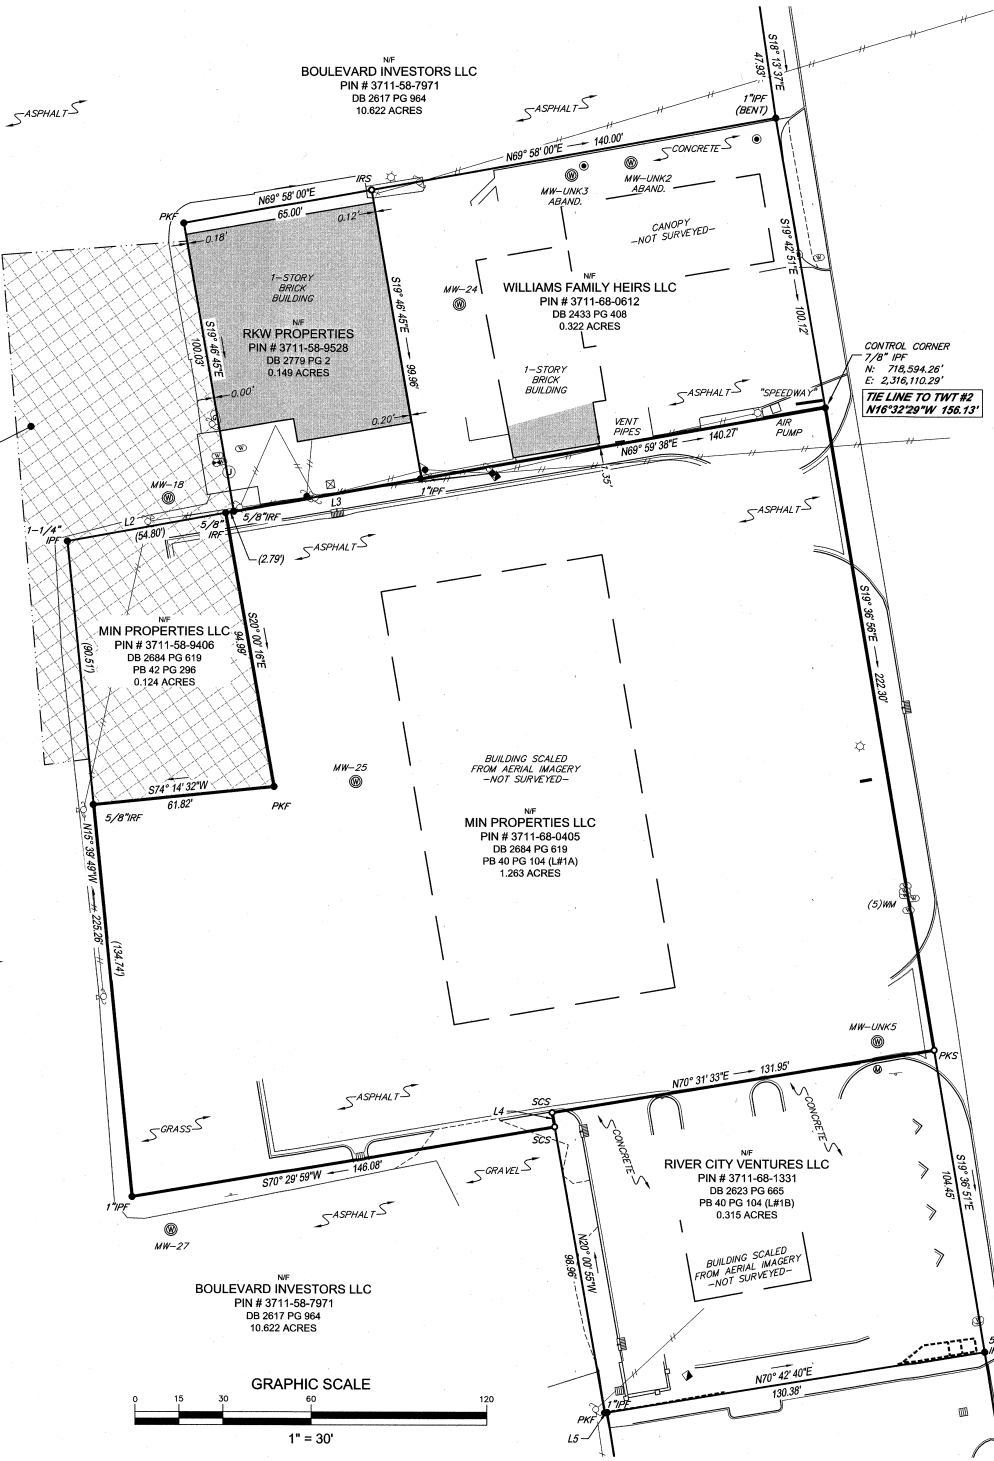 N/F
BOULEVARD INVESTORS LLC
PIN # 3711-58-7971
DB 2617 PG 964
10.622 ACRES
S18° 13' 37"E
47.93'
1"IPF
(BENT)
ASPHALT
ASPHALT
N69° 58' 00"E
140.00'
CONCRETE
IRS
N69° 58' 00"E
65.00'
PKF
0.12'
0.18'
MW-UNK3
ABAND.
MW-UNK2
ABAND.
CANOPY
-NOT SURVEYED-
S19° 42' 51"E
100.12'
1-STORY
BRICK
BUILDING
N/F
RKW PROPERTIES
PIN # 3711-58-9528
DB 2779 PG 2
0.149 ACRES
S19° 46' 45"E
100.03'
S19° 46' 45"E
99.96'
0.00'
0.20'
MW-24
N/F
WILLIAMS FAMILY HEIRS LLC
PIN # 3711-68-0612
DB 2433 PG 408
0.322 ACRES
1-STORY
BRICK
BUILDING
ASPHALT
"SPEEDWAY"
VENT
PIPES
AIR
PUMP
N69° 59' 36"E
140.27'
1.35'
CONTROL CORNER
7/8" IPF
N: 718,594.26'
E: 2,316,110.29'
TIE LINE TO TWT #2
N16°32'29"W 156.13'
MW-18
1"IPF
L3
5/8"IRF
L2
(54.80')
5/8"
IRF
1-1/4"
IPF
(2.79')
ASPHALT
ASPHALT
N/F
MIN PROPERTIES LLC
PIN # 3711-58-9406
DB 2684 PG 619
PB 42 PG 296
0.124 ACRES
(90.51')
S20° 00' 16"E
94.99'
S19° 36' 56"E
222.30'
S74° 14' 32"W
61.82'
PKF
5/8"IRF
MW-25
BUILDING SCALED
FROM AERIAL IMAGERY
-NOT SURVEYED-
N/F
MIN PROPERTIES LLC
PIN # 3711-68-0405
DB 2684 PG 619
PB 40 PG 104 (L#1A)
1.263 ACRES
N15° 39' 49"W
225.26'
(134.74')
(5)WM
MW-UNK5
PKS
N70° 31' 33"E
131.95'
SCS
L4
SCS
ASPHALT
GRASS
S70° 29' 59"W
146.08'
GRAVEL
ASPHALT
CONCRETE
CONCRETE
1"IPF
MW-27
N/F
RIVER CITY VENTURES LLC
PIN # 3711-68-1331
DB 2623 PG 665
PB 40 PG 104 (L#1B)
0.315 ACRES
S19° 36' 51"E
104.45'
N20° 00' 55"W
98.96'
BUILDING SCALED
FROM AERIAL IMAGERY
-NOT SURVEYED-
N/F
BOULEVARD INVESTORS LLC
PIN # 3711-58-7971
DB 2617 PG 964
10.622 ACRES
N70° 42' 40"E
130.38'
1"IPF
PKF
L5
GRAPHIC SCALE
0 15 30 60 120
1" = 30'